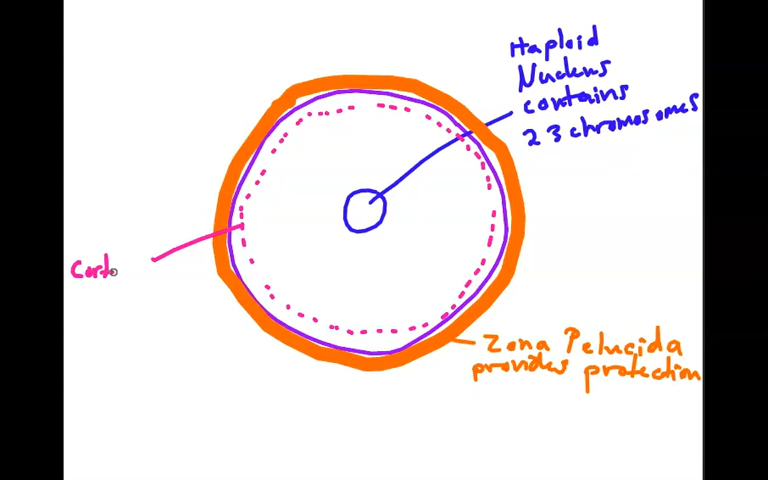 Haploid
Nucleus
contains
23 chromosomes
Cort
Zona Pelucida
provides protection